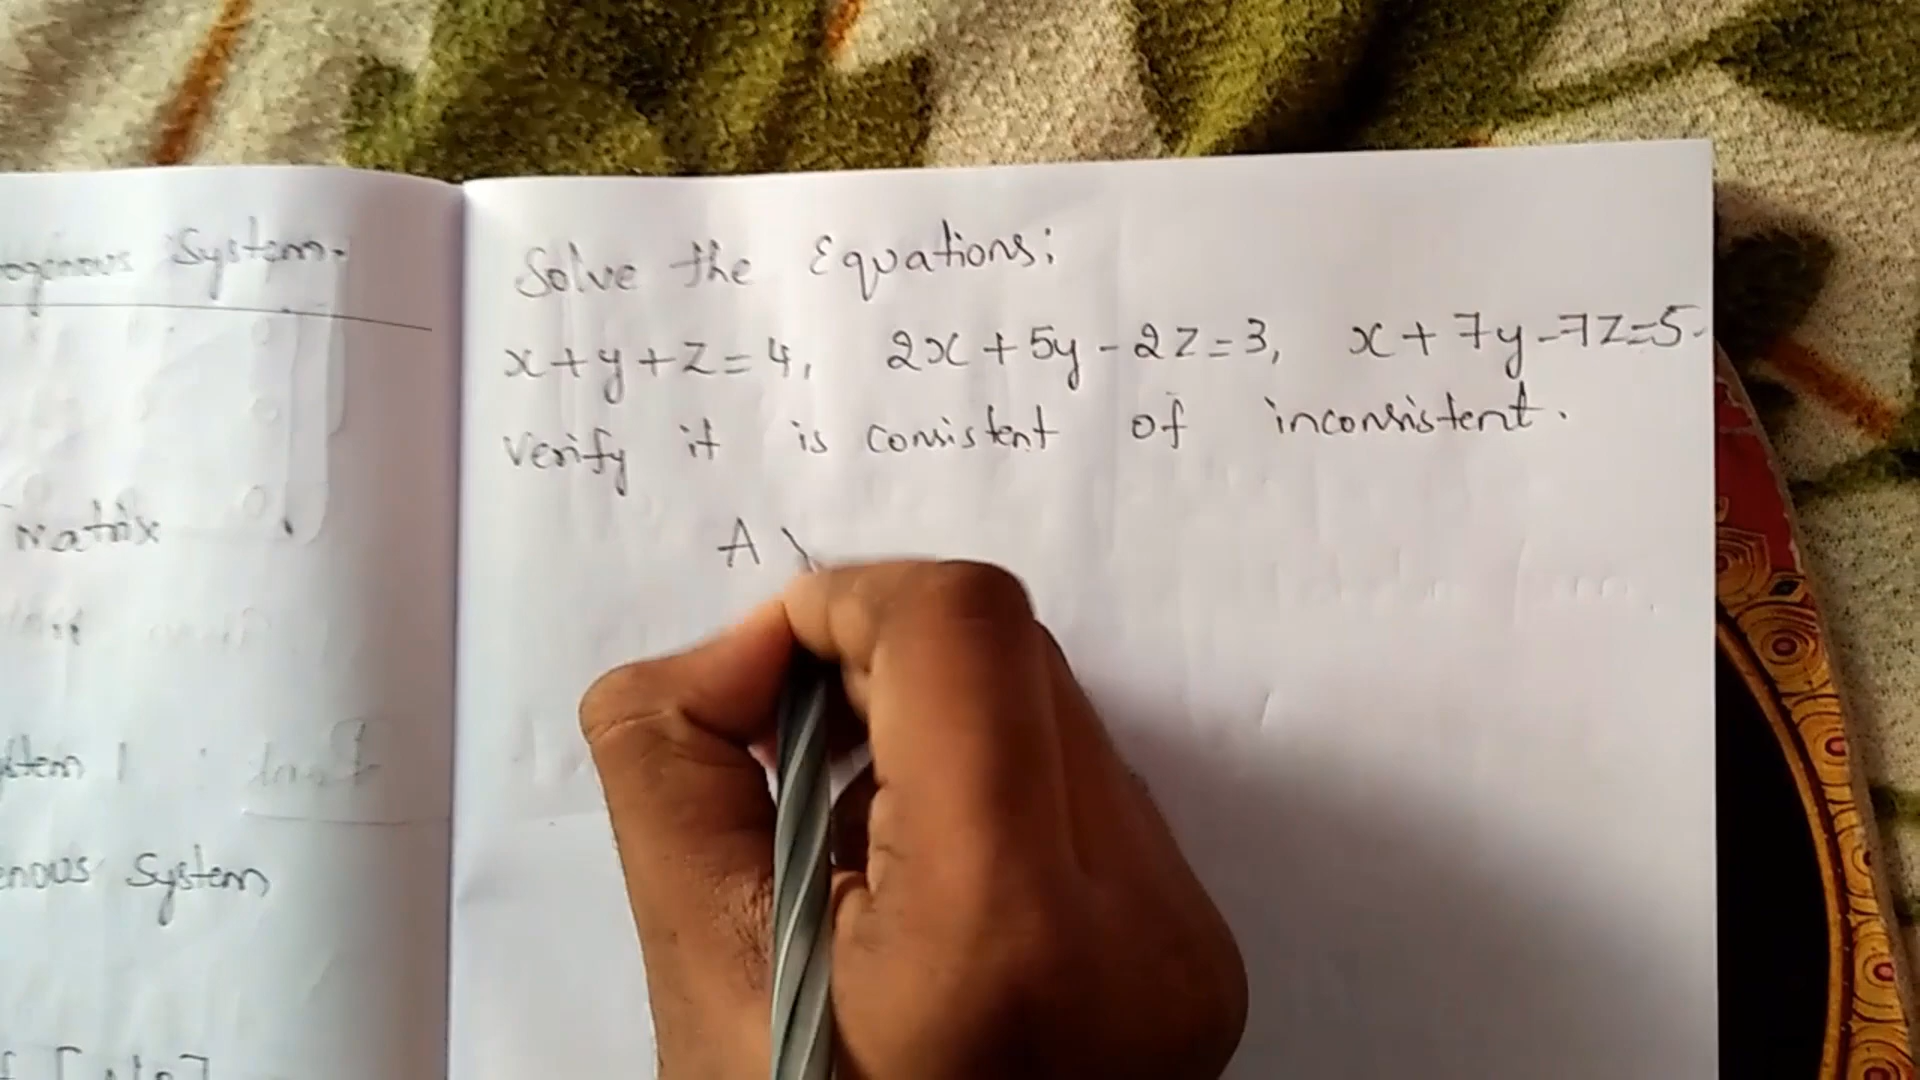 System.
Solve the Equations:
x+y+z=4, 2x+5y-2z=3, x+7y-7z=5.
Verify it is consistent of inconsistent.
Matrix
A
System